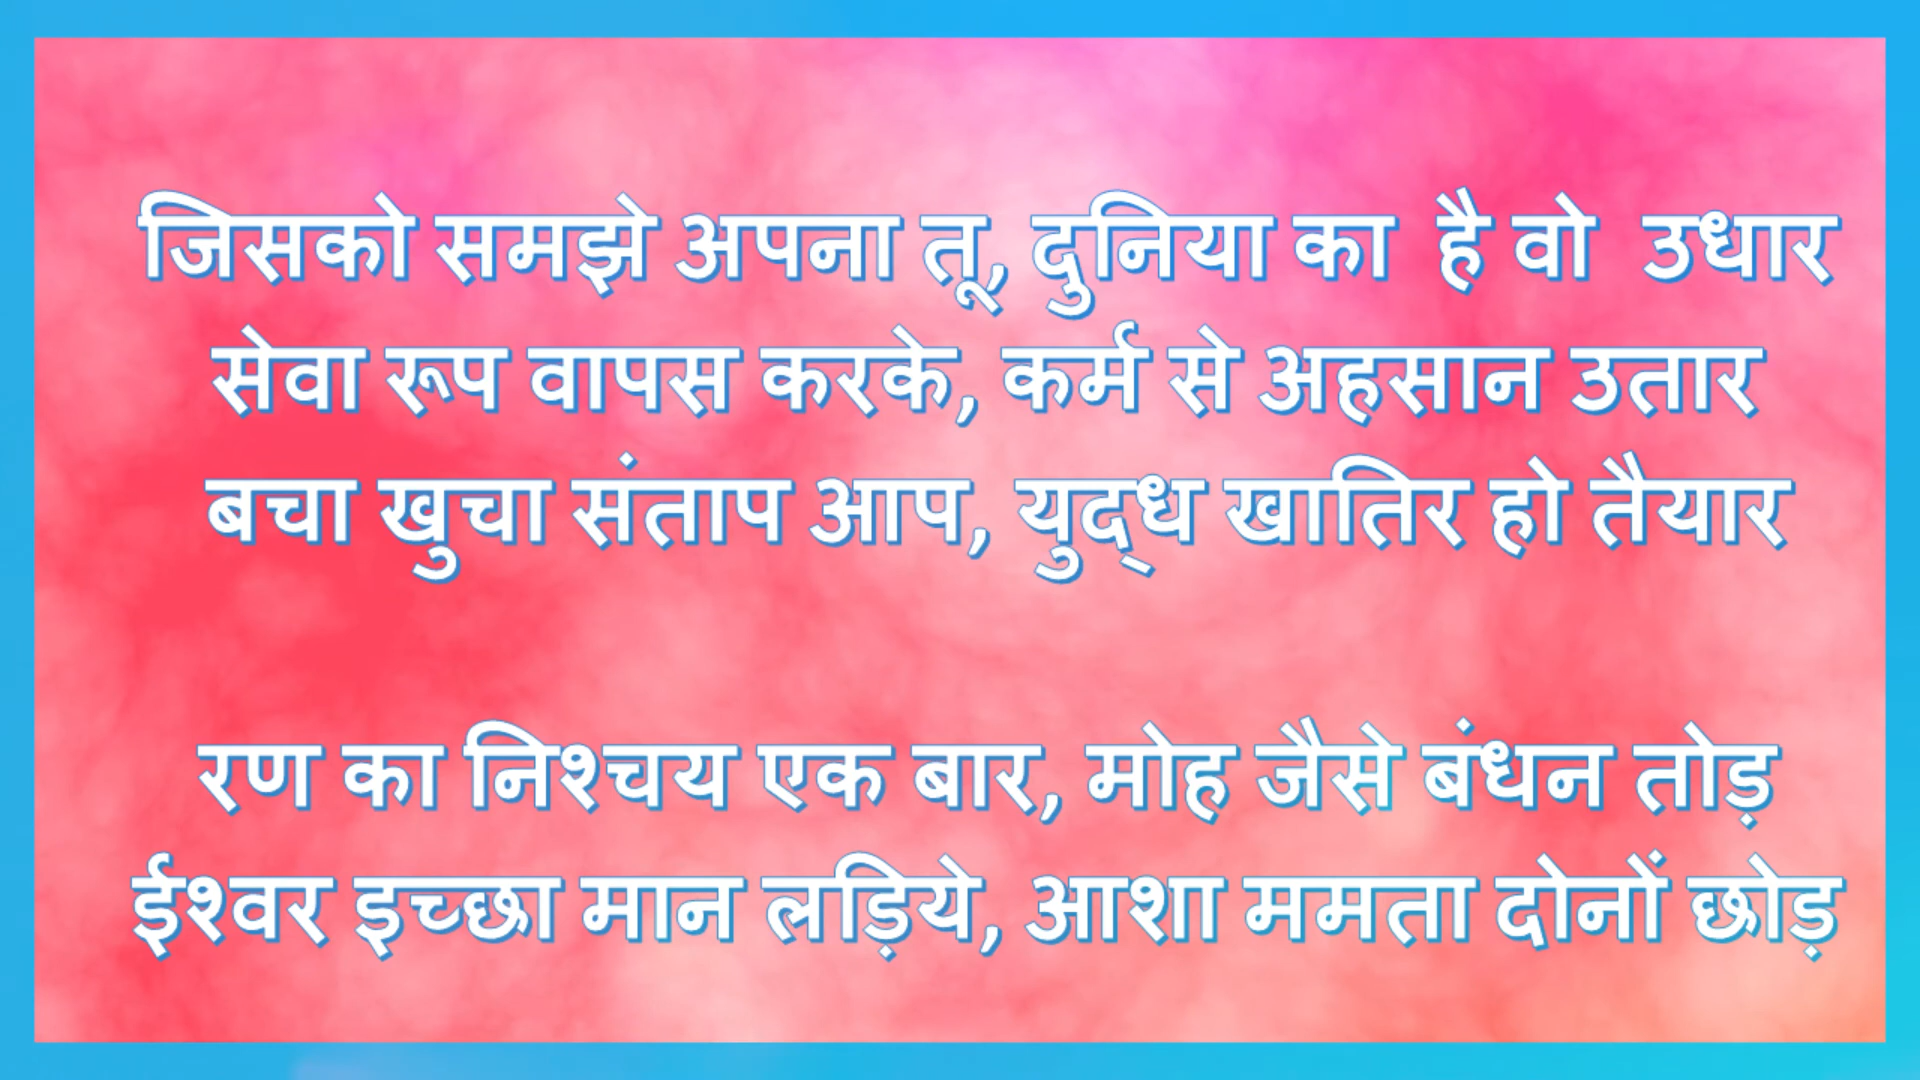 जिसको समझे अपना तू, दुनिया का है वो उधार
सेवा रूप वापस करके, कर्म से अहसान उतार
बचा खुचा संताप आप, युद्ध खातिर हो तैयार
रण का निश्चय एक बार, मोह जैसे बंधन तोड़
ईश्वर इच्छा मान लड़िये, आशा ममता दोनों छोड़